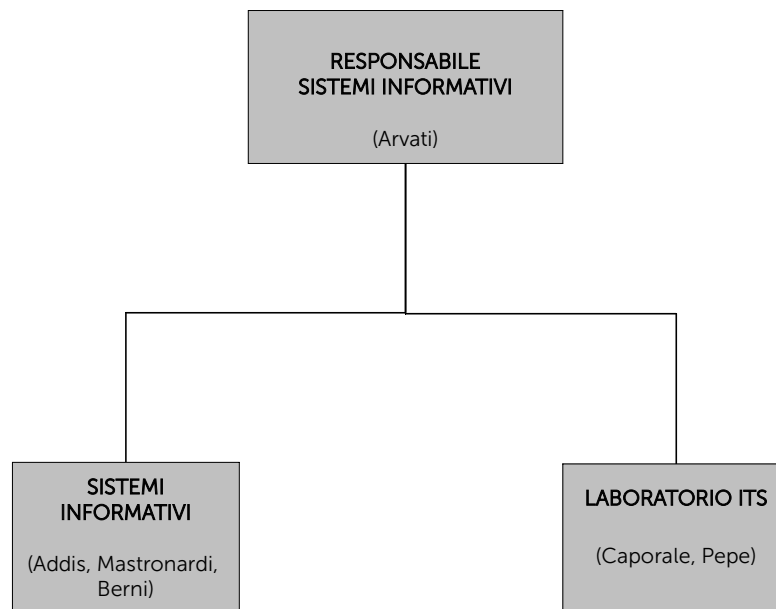 RESPONSABILE
SISTEMI INFORMATIVI
(Arvati)
SISTEMI
INFORMATIVI
(Addis, Mastronardi,
Berni)
LABORATORIO ITS
(Caporale, Pepe)